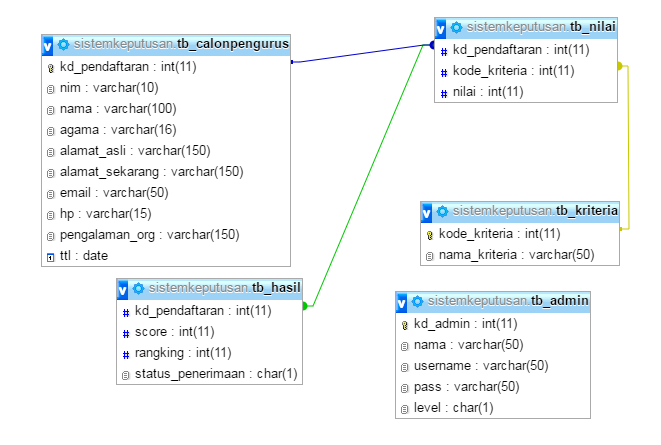 sistemkeputusan.tb_calonpengurus
kd_pendaftaran : int(11)
nim : varchar(10)
nama : varchar(100)
agama : varchar(16)
alamat_asli : varchar(150)
alamat_sekarang : varchar(150)
email : varchar(50)
hp : varchar(15)
pengalaman_org : varchar(150)
ttl : date
sistemkeputusan.tb_nilai
kd_pendaftaran : int(11)
kode_kriteria : int(11)
nilai : int(11)
sistemkeputusan.tb_kriteria
kode_kriteria : int(11)
nama_kriteria : varchar(50)
sistemkeputusan.tb_hasil
kd_pendaftaran : int(11)
score : int(11)
rangking : int(11)
status_penerimaan : char(1)
sistemkeputusan.tb_admin
kd_admin : int(11)
nama : varchar(50)
username : varchar(50)
pass : varchar(50)
level : char(1)